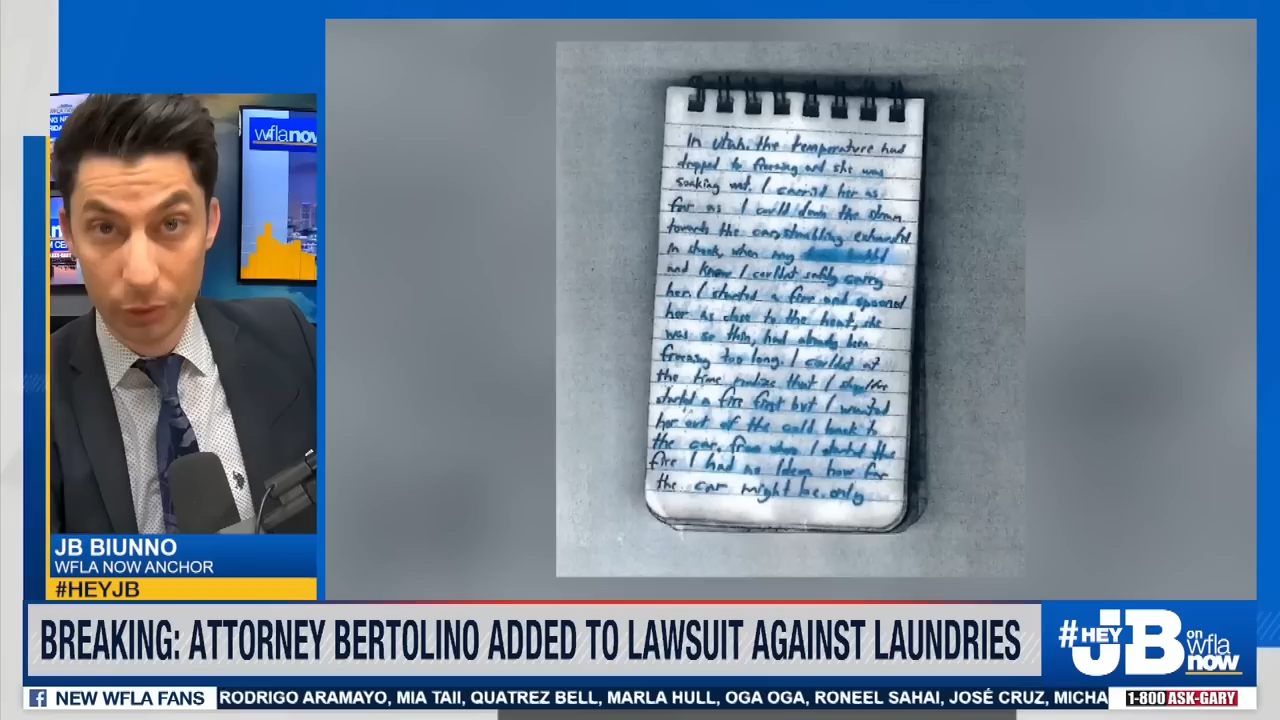 wflanow
In Utah, the temperature had
dropped to freezing and she was
soaking wet. I carried her as
far as I could down the stream
towards the car, stumbling exhausted
in shock, when my
and knew I couldnt safely carry
her. I started a fire and spooned
her as close to the heat, she
was so thin, had already been
freezing too long. I couldnt at
the time realize that I should've
started a fire first but I wanted
her out of the cold back to
the car. From where I started the
fire I had no Idea how far
the car might be. only
JB BIUNNO
WFLA NOW ANCHOR
#HEYJB
BREAKING: ATTORNEY BERTOLINO ADDED TO LAWSUIT AGAINST LAUNDRIES
#HEY JB on wfla now
NEW WFLA FANS RODRIGO ARAMAYO, MIA TAII, QUATREZ BELL, MARLA HULL, OGA OGA, RONEEL SAHAI, JOSÉ CRUZ, MICHA
1-800 ASK-GARY